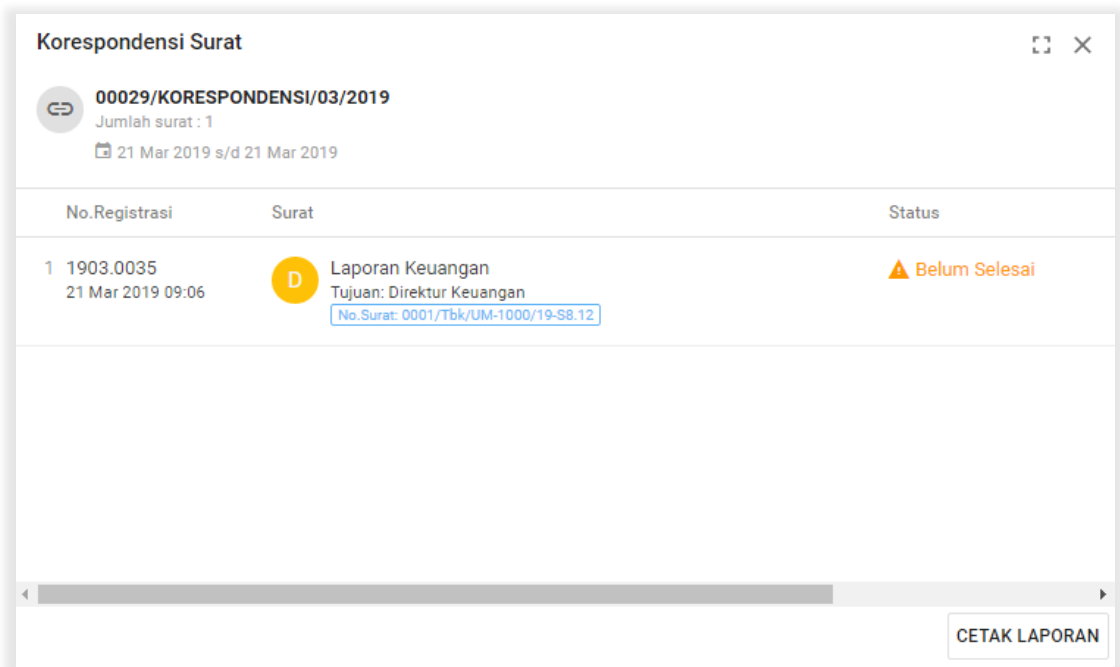 Korespondensi Surat
00029/KORESPONDENSI/03/2019
Jumlah surat : 1
21 Mar 2019 s/d 21 Mar 2019
No.Registrasi Surat Status
1 1903.0035 D Laporan Keuangan Belum Selesai
21 Mar 2019 09:06 Tujuan: Direktur Keuangan
No.Surat: 0001/Tbk/UM-1000/19-S8.12
CETAK LAPORAN